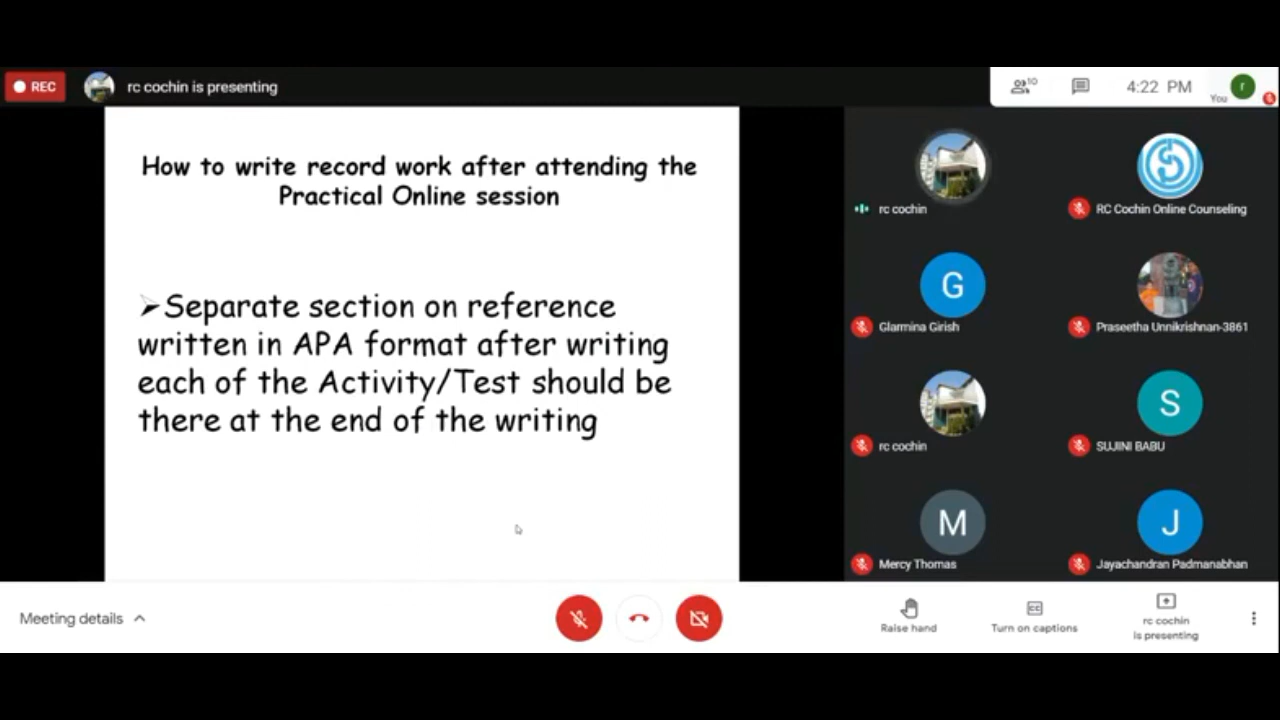 REC
rc cochin is presenting
10
4:22 PM
You
r
How to write record work after attending the
Practical Online session
➢Separate section on reference
written in APA format after writing
each of the Activity/Test should be
there at the end of the writing
rc cochin
RC Cochin Online Counseling
G
Glarmina Girish
Praseetha Unnikrishnan-3861
rc cochin
S
SUJINI BABU
M
Mercy Thomas
J
Jayachandran Padmanabhan
Meeting details
Raise hand
CC
Turn on captions
rc cochin
is presenting